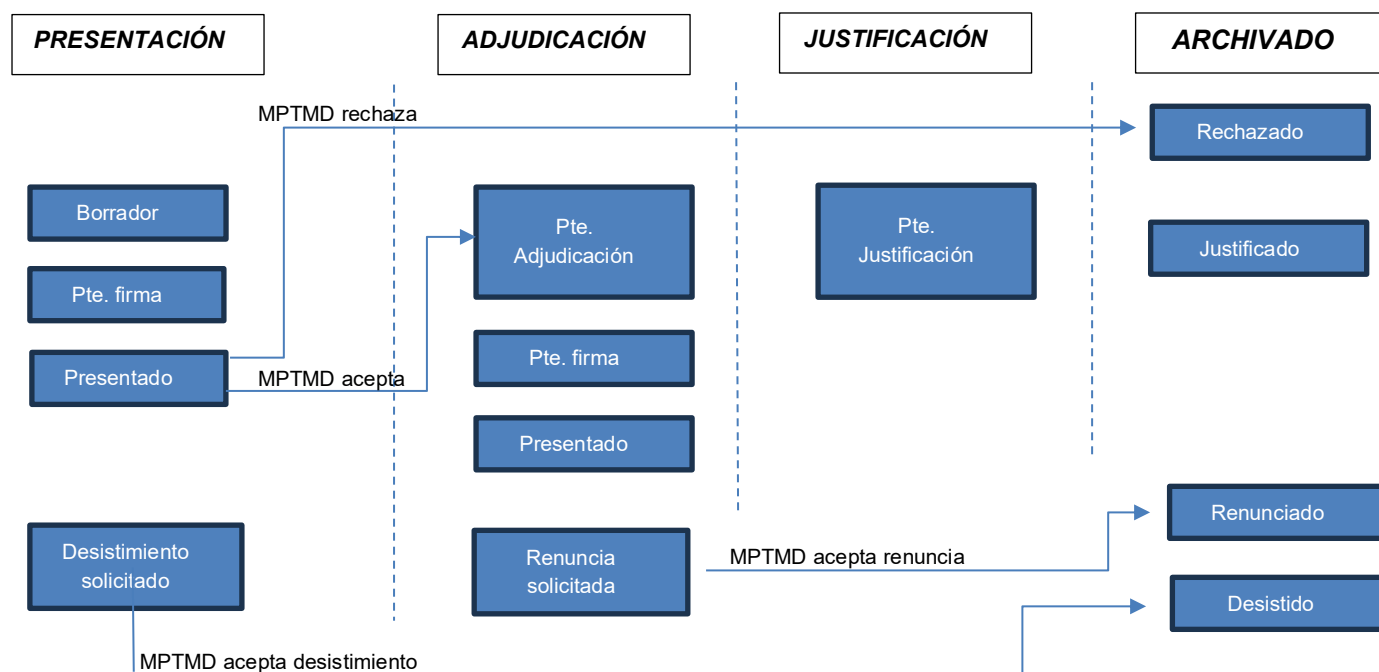 PRESENTACIÓN
ADJUDICACIÓN
JUSTIFICACIÓN
ARCHIVADO
MPTMD rechaza
Rechazado
Borrador
Pte.
Adjudicación
Pte.
Justificación
Justificado
Pte. firma
Pte. firma
Presentado
MPTMD acepta
Presentado
Renunciado
Desistimiento
solicitado
Renuncia
solicitada
MPTMD acepta renuncia
Desistido
MPTMD acepta desistimiento